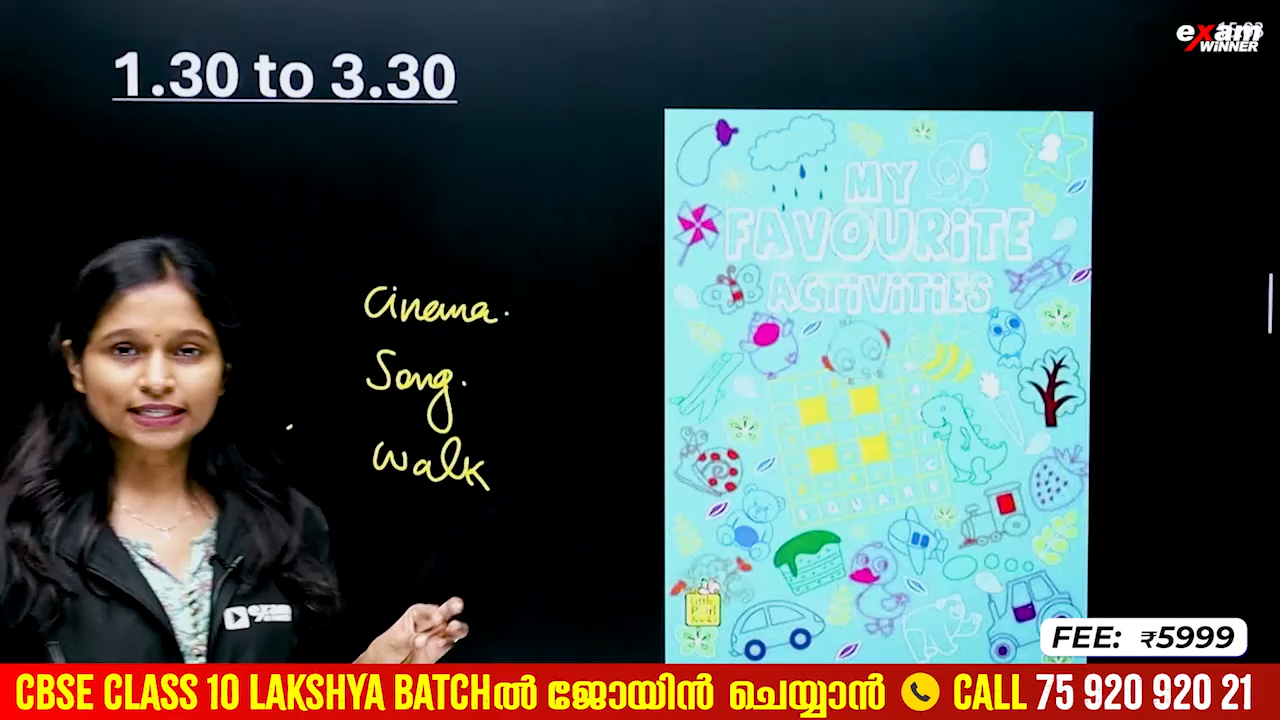 1.30 to 3.30
exam
WiNNER
MY
FAVOURiTE
ACTiViTiES
Cinema.
Song.
Walk
SQUARE
exam
FEE: ₹5999
CBSE CLASS 10 LAKSHYA BATCHൽ ജോയിൻ ചെയ്യാൻ CALL 75 920 920 21